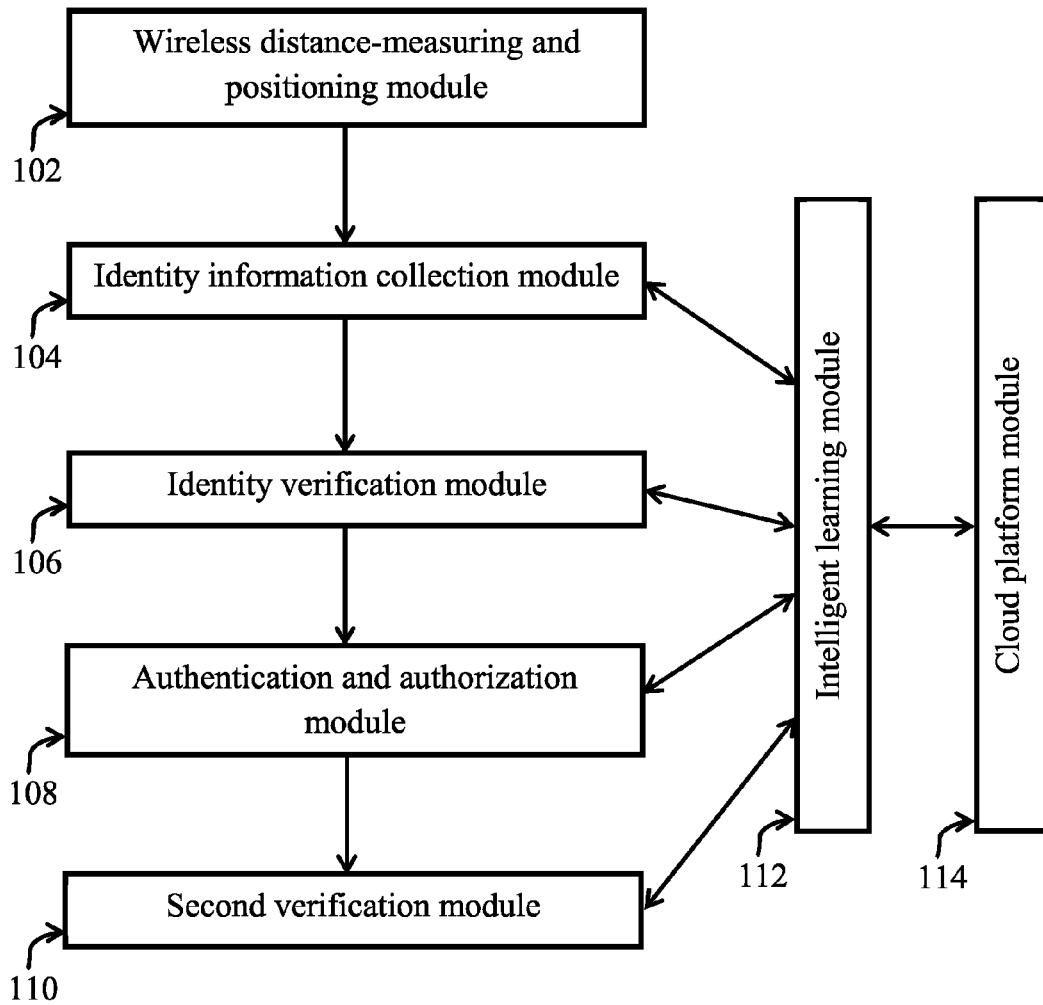 Wireless distance-measuring and
positioning module
102
Identity information collection module
104
Identity verification module
106
Authentication and authorization
module
108
Second verification module
110
Intelligent learning module
112
Cloud platform module
114